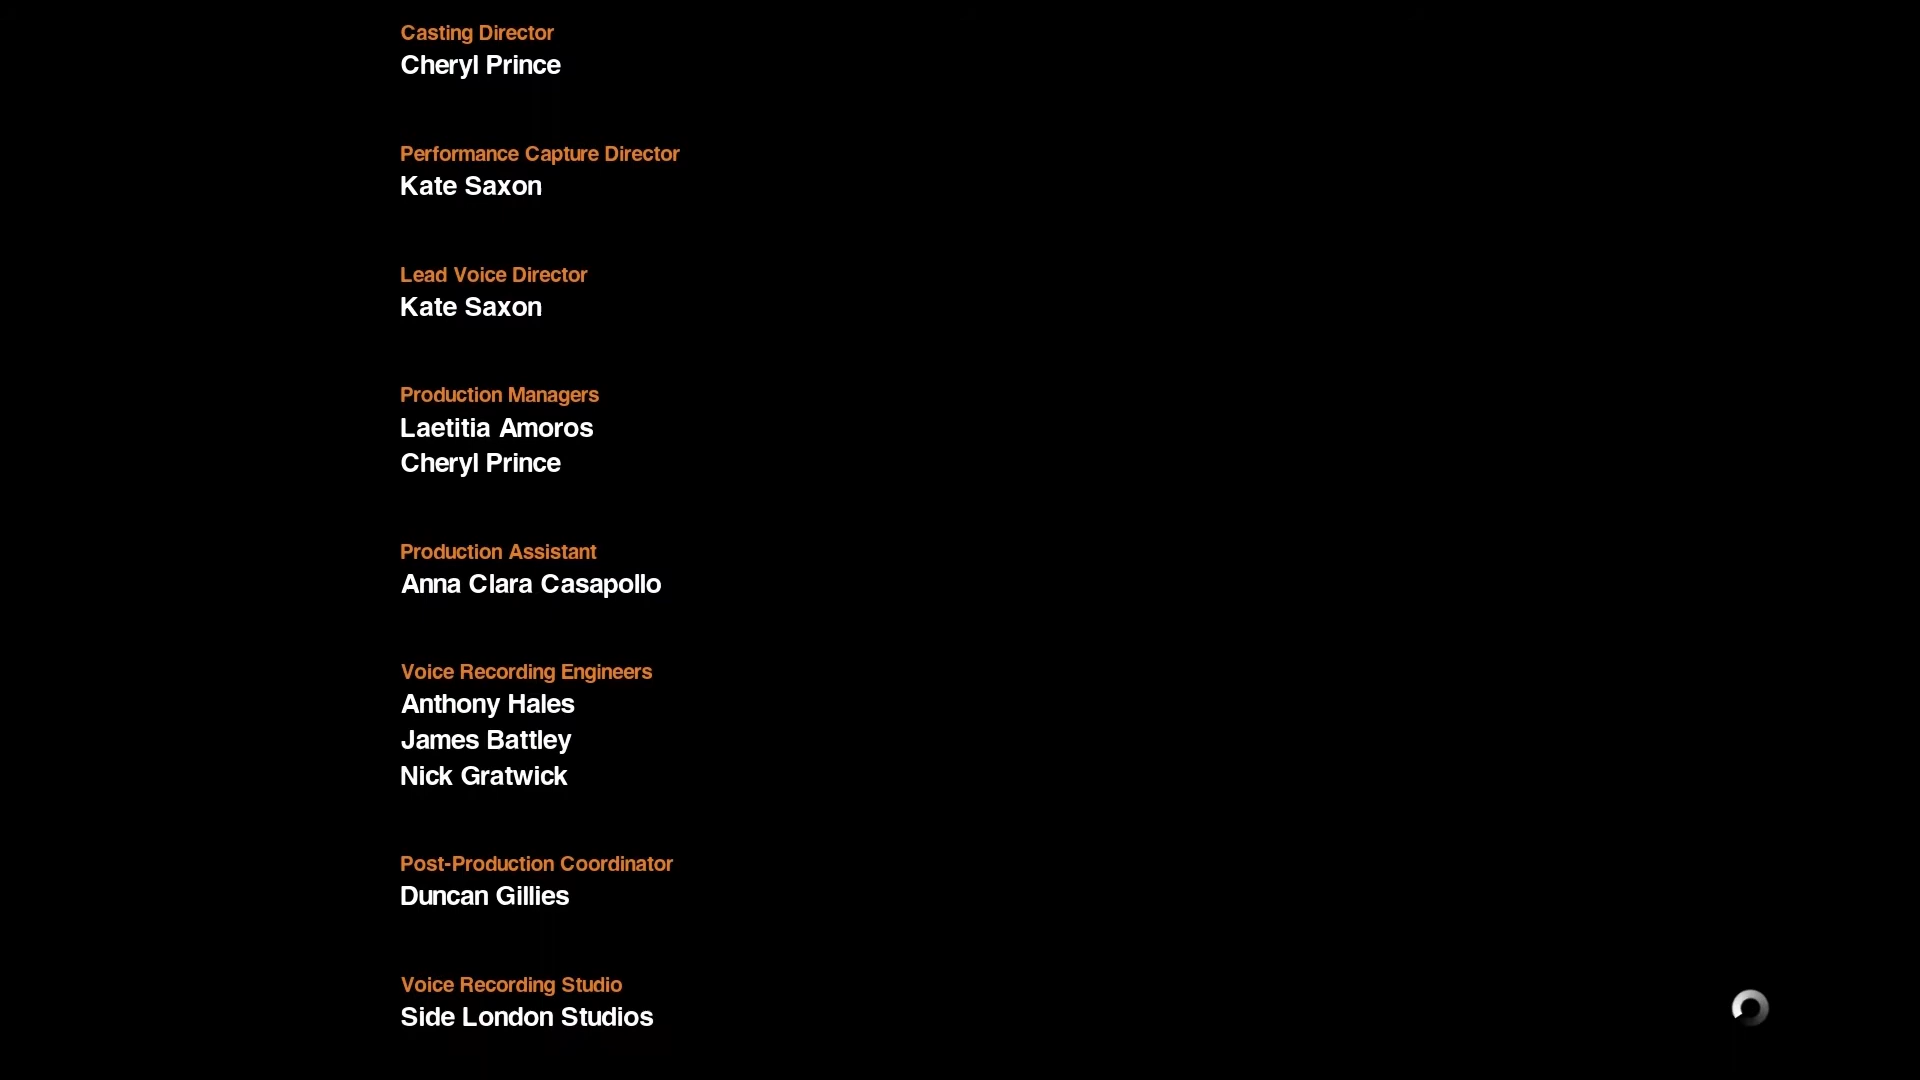 Casting Director
Cheryl Prince
Performance Capture Director
Kate Saxon
Lead Voice Director
Kate Saxon
Production Managers
Laetitia Amoros
Cheryl Prince
Production Assistant
Anna Clara Casapollo
Voice Recording Engineers
Anthony Hales
James Battley
Nick Gratwick
Post-Production Coordinator
Duncan Gillies
Voice Recording Studio
Side London Studios